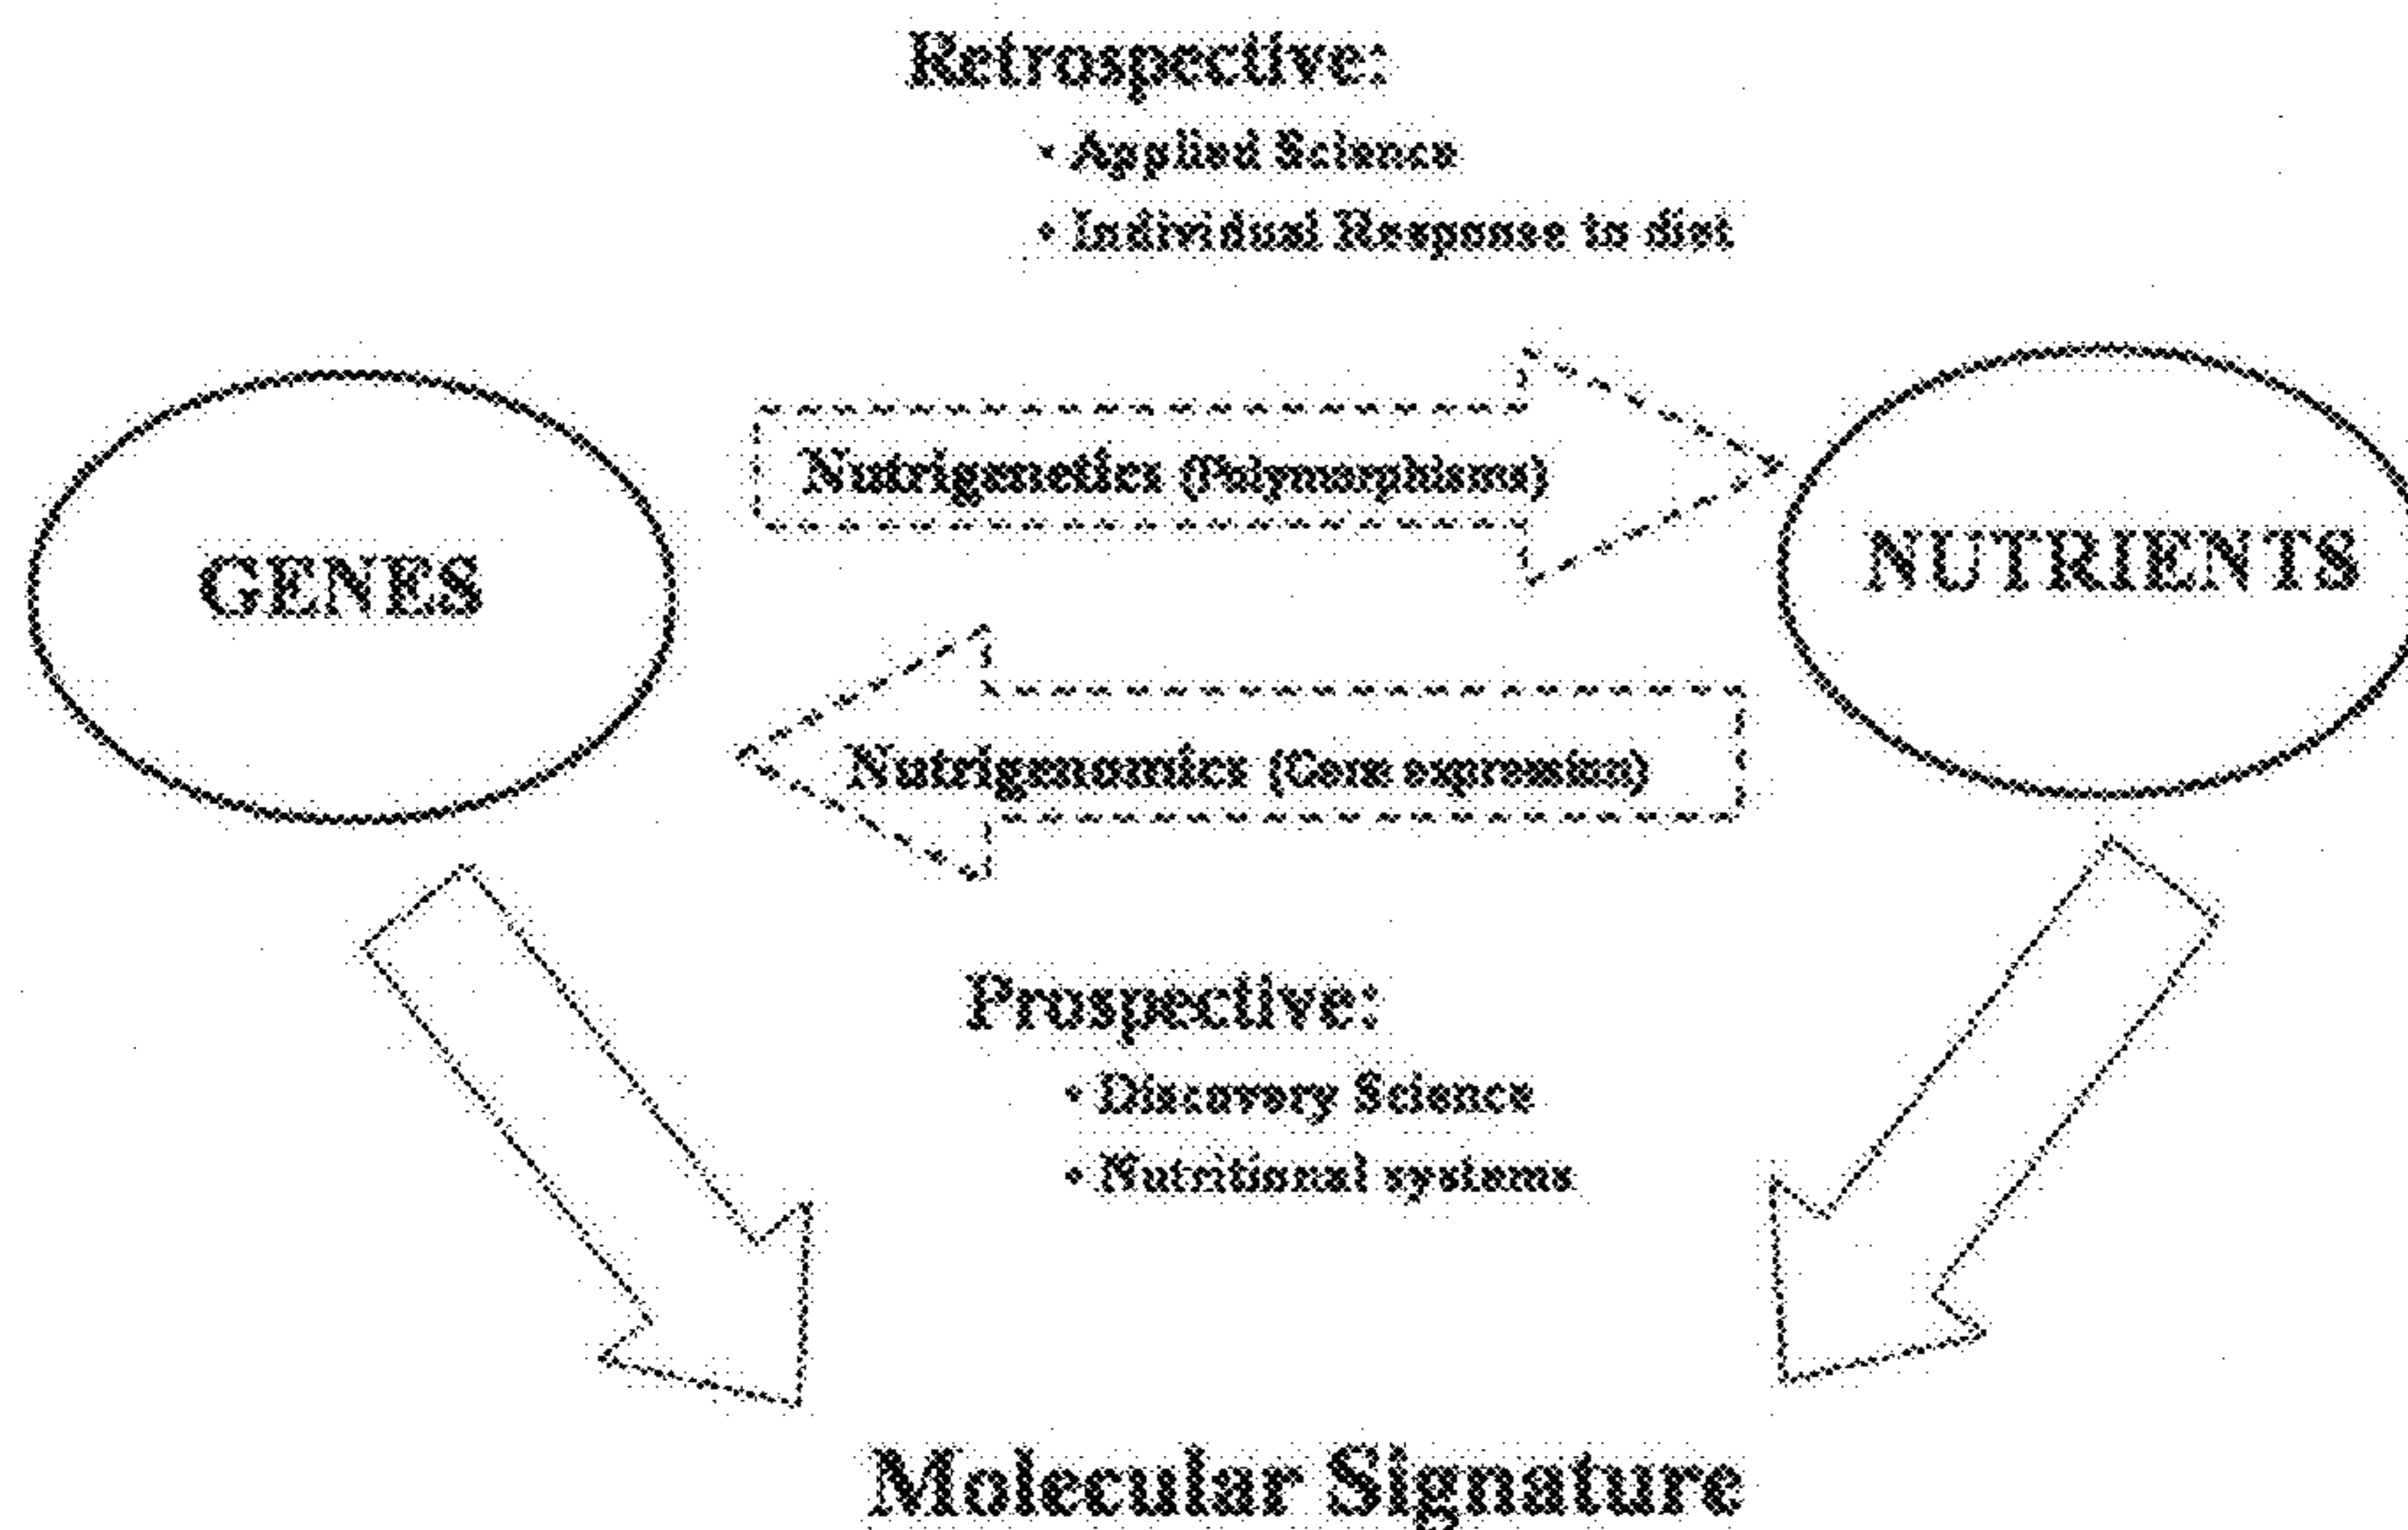 Retrospective:
• Applied Science
• Individual Response to diet
Nutrigenetics (Polymorphisms)
GENES
NUTRIENTS
Nutrigenomics (Gene expression)
Prospective:
• Discovery Science
• Nutritional systems
Molecular Signature